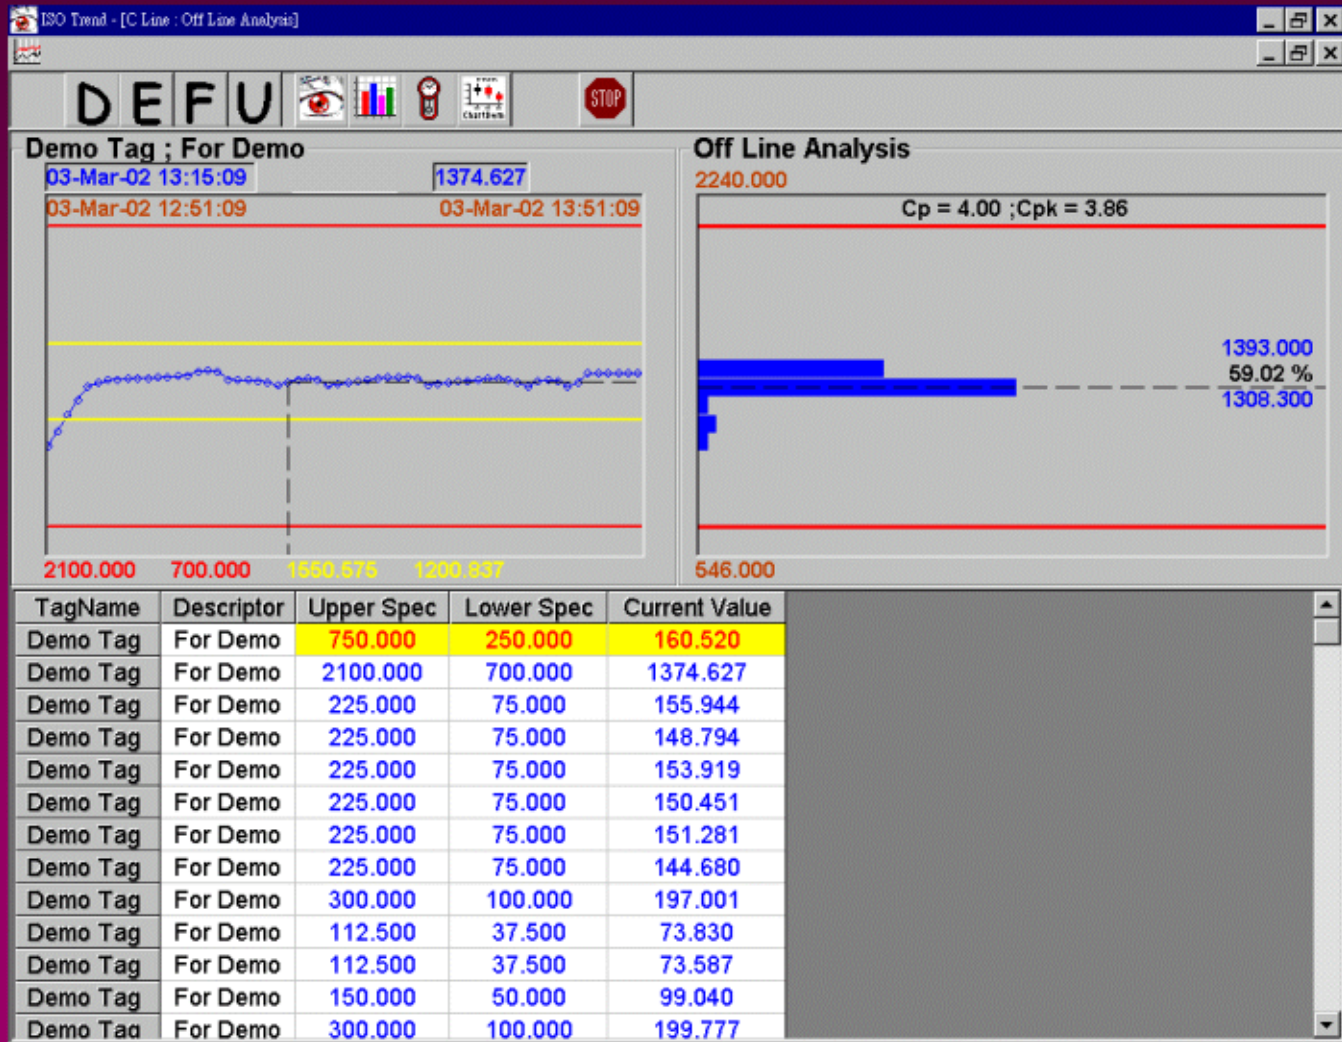 ISO Trend - [C Line : Off Line Analysis]
D E F U STOP
Demo Tag ; For Demo
03-Mar-02 13:15:09 1374.627
03-Mar-02 12:51:09 03-Mar-02 13:51:09
2100.000 700.000 1550.575 1200.837
Off Line Analysis
2240.000
Cp = 4.00 ;Cpk = 3.86
1393.000
59.02 %
1308.300
546.000
TagName Descriptor Upper Spec Lower Spec Current Value
Demo Tag For Demo 750.000 250.000 160.520
Demo Tag For Demo 2100.000 700.000 1374.627
Demo Tag For Demo 225.000 75.000 155.944
Demo Tag For Demo 225.000 75.000 148.794
Demo Tag For Demo 225.000 75.000 153.919
Demo Tag For Demo 225.000 75.000 150.451
Demo Tag For Demo 225.000 75.000 151.281
Demo Tag For Demo 225.000 75.000 144.680
Demo Tag For Demo 300.000 100.000 197.001
Demo Tag For Demo 112.500 37.500 73.830
Demo Tag For Demo 112.500 37.500 73.587
Demo Tag For Demo 150.000 50.000 99.040
Demo Tag For Demo 300.000 100.000 199.777